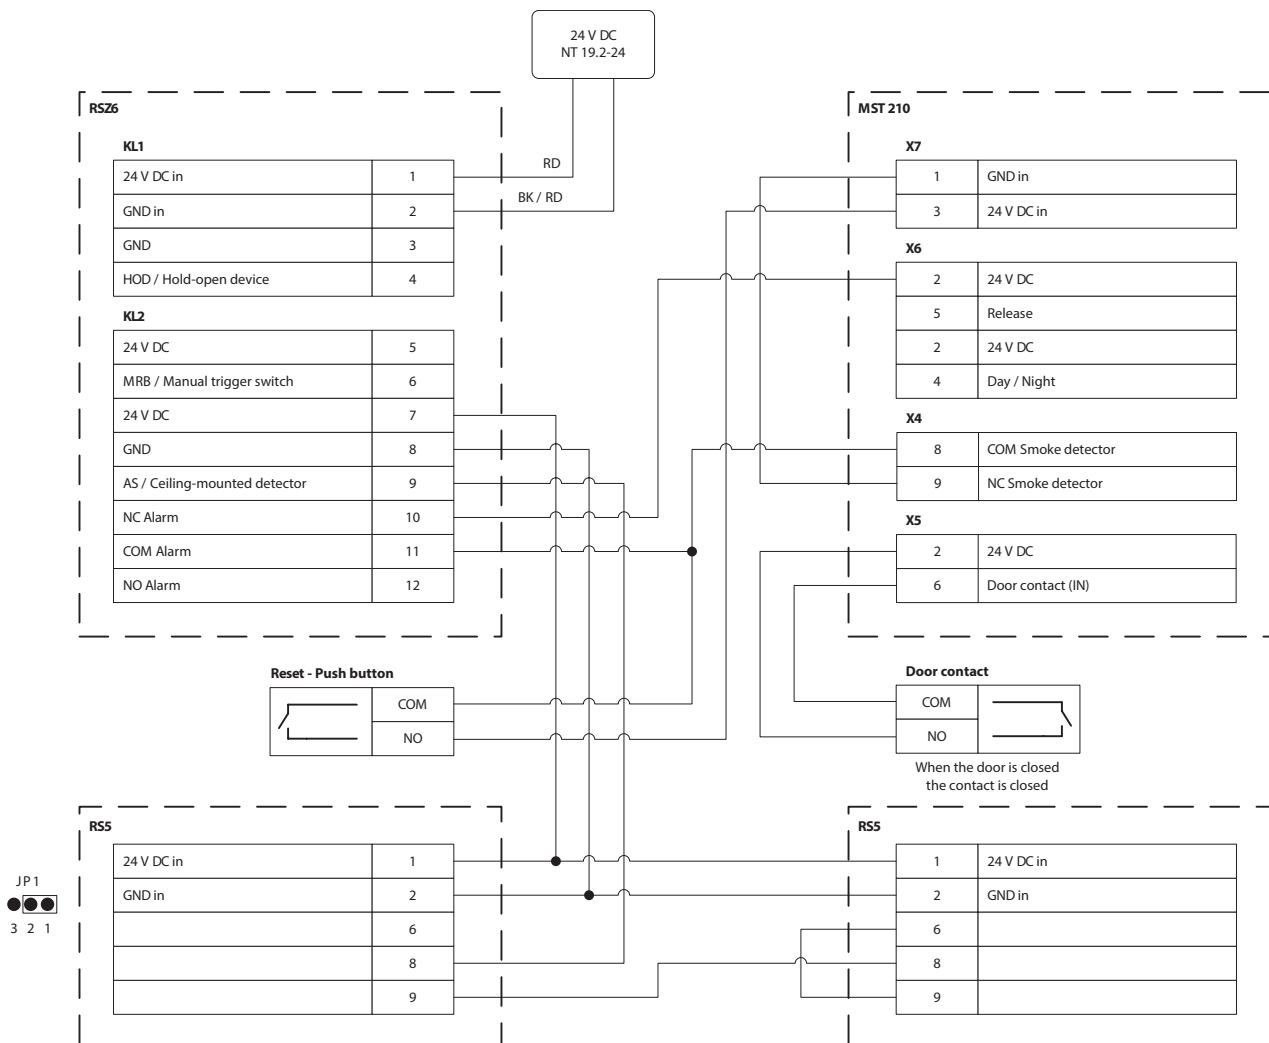 24 V DC
NT 19.2-24
RSZ6
KL1
24 V DC in 1
GND in 2
GND 3
HOD / Hold-open device 4
RD
BK / RD
KL2
24 V DC 5
MRB / Manual trigger switch 6
24 V DC 7
GND 8
AS / Ceiling-mounted detector 9
NC Alarm 10
COM Alarm 11
NO Alarm 12
MST 210
X7
1 GND in
3 24 V DC in
X6
2 24 V DC
5 Release
2 24 V DC
4 Day / Night
X4
8 COM Smoke detector
9 NC Smoke detector
X5
2 24 V DC
6 Door contact (IN)
Reset - Push button
COM
NO
Door contact
COM
NO
When the door is closed
the contact is closed
RS5
24 V DC in 1
GND in 2
6
8
9
JP1
3 2 1
RS5
1 24 V DC in
2 GND in
6
8
9